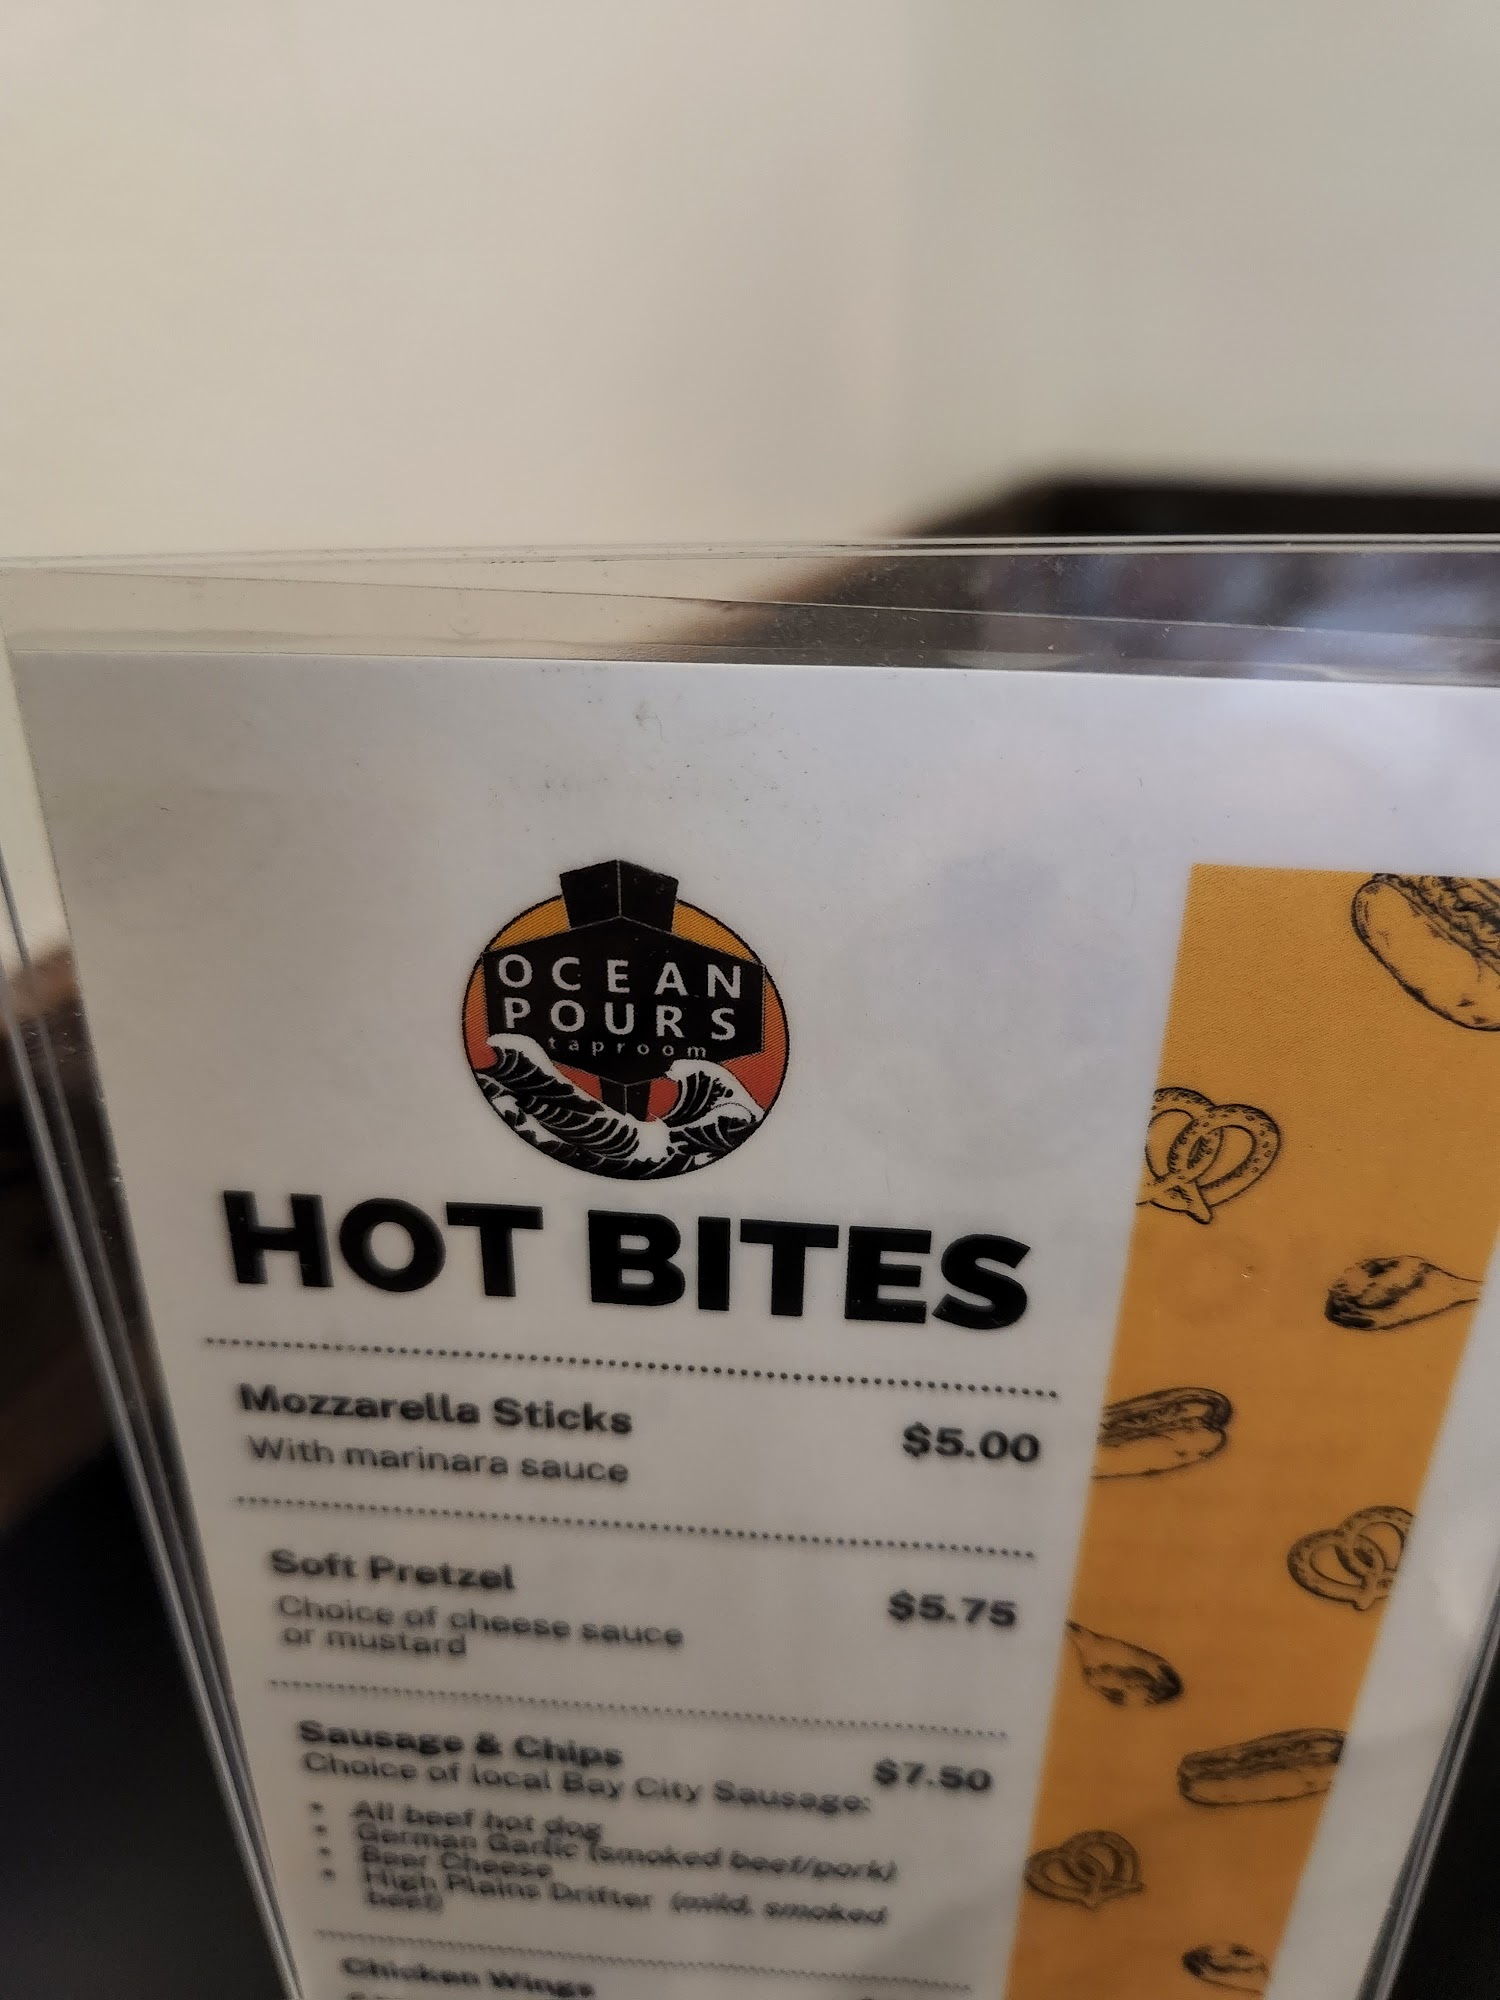 OCEAN
POURS
taproom
HOT BITES
Mozzarella Sticks
$5.00
With marinara sauce
Soft Pretzel
$5.75
Choice of cheese sauce
or mustard
Sausage & Chips
$7.50
Choice of local Bay City Sausage:
• All beef hot dog
• German Garlic (smoked beef/pork)
• Beer Cheese
• High Plains Drifter (mild, smoked
beef)
Chicken Wings